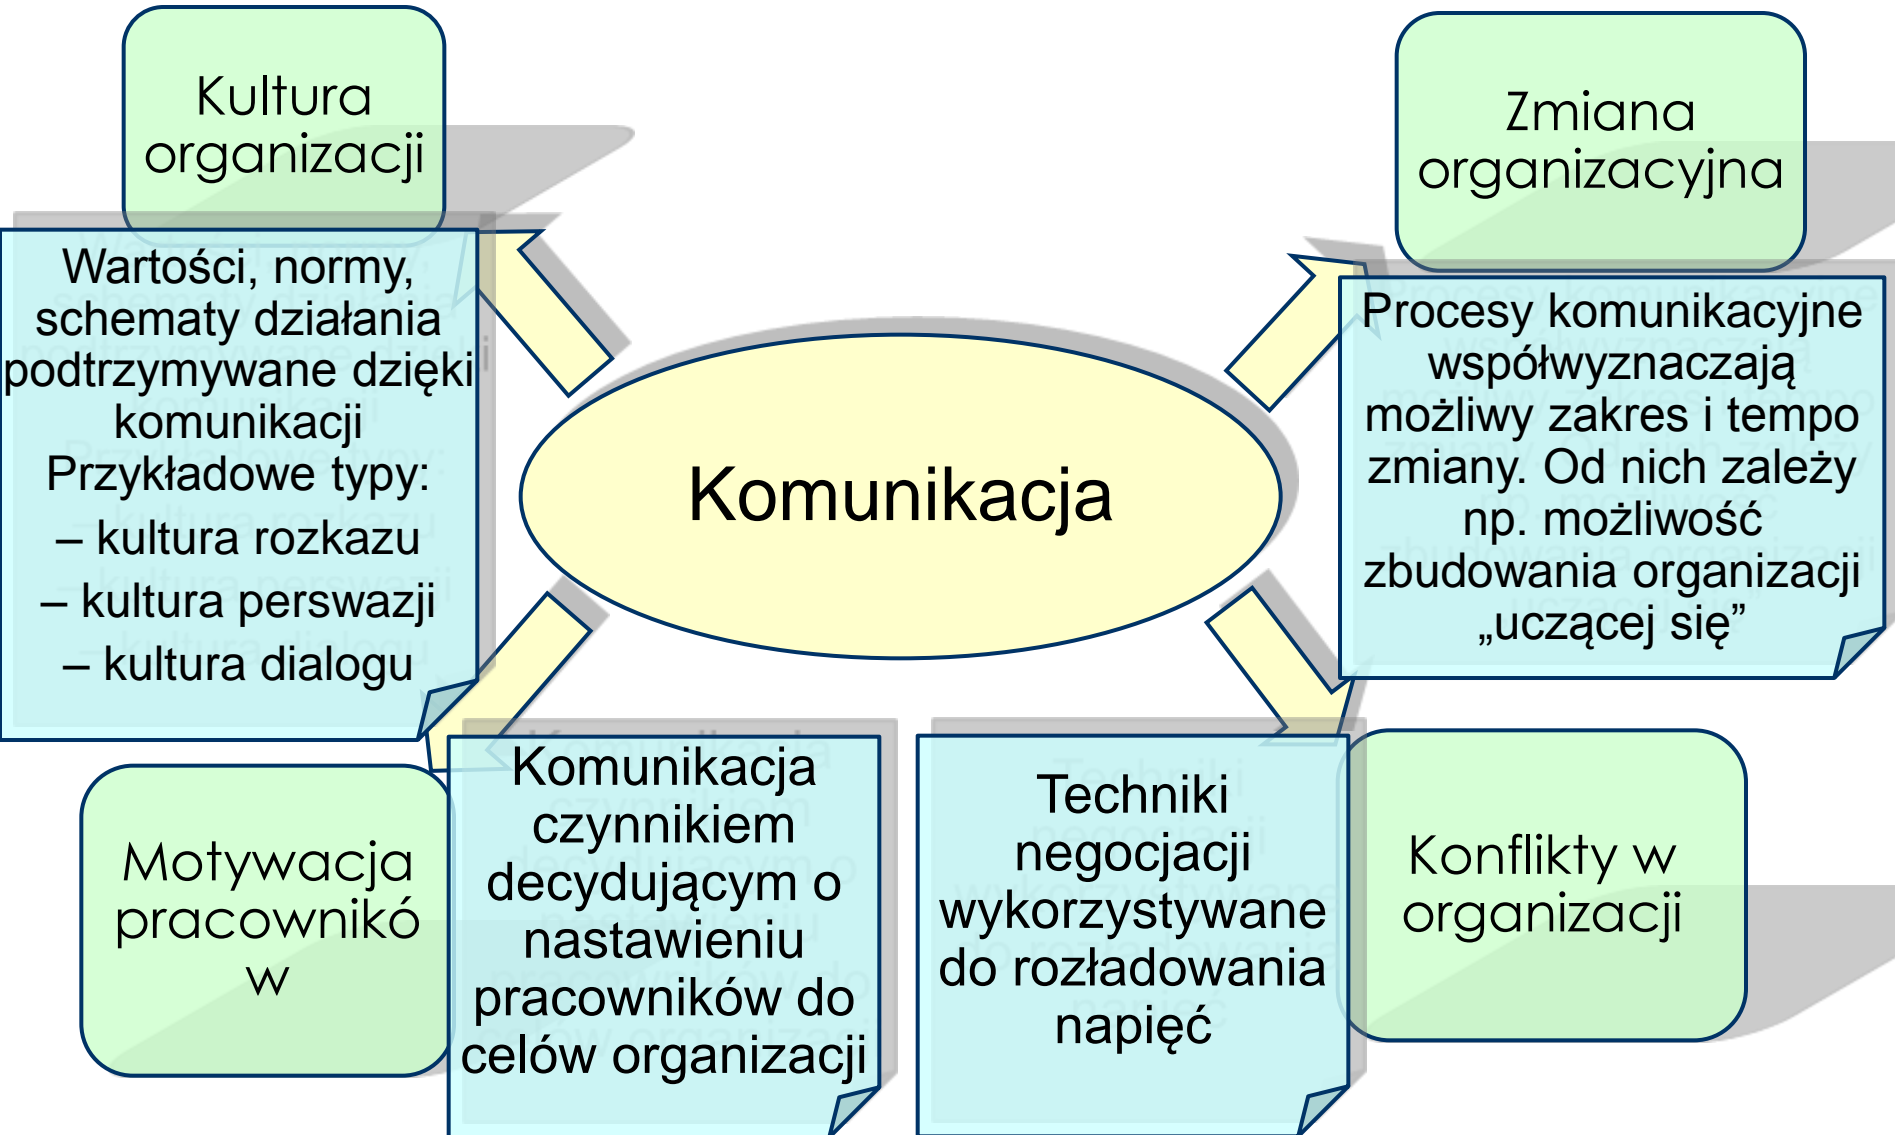 Kultura
organizacji
Wartości, normy,
schematy działania
podtrzymywane dzięki
komunikacji
Przykładowe typy:
– kultura rozkazu
– kultura perswazji
– kultura dialogu
Zmiana
organizacyjna
Procesy komunikacyjne
współwyznaczają
możliwy zakres i tempo
zmiany. Od nich zależy
np. możliwość
zbudowania organizacji
„uczącej się”
Komunikacja
Motywacja
pracownikó
w
Komunikacja
czynnikiem
decydującym o
nastawieniu
pracowników do
celów organizacji
Techniki
negocjacji
wykorzystywane
do rozładowania
napięć
Konflikty w
organizacji